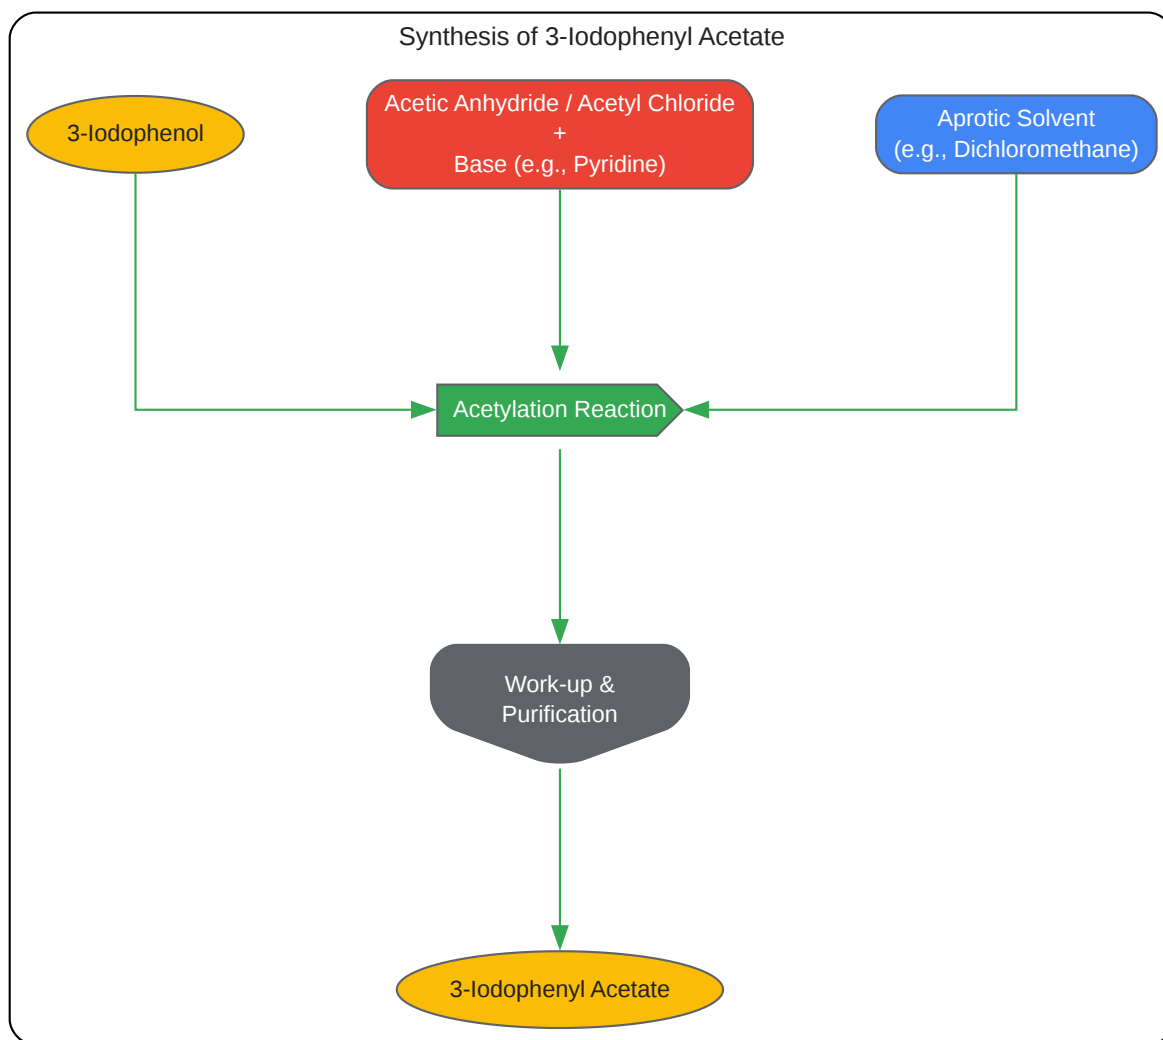 Synthesis of 3-Iodophenyl Acetate
3-Iodophenol
Acetic Anhydride / Acetyl Chloride
+
Base (e.g., Pyridine)
Aprotic Solvent
(e.g., Dichloromethane)
Acetylation Reaction
Work-up &
Purification
3-Iodophenyl Acetate